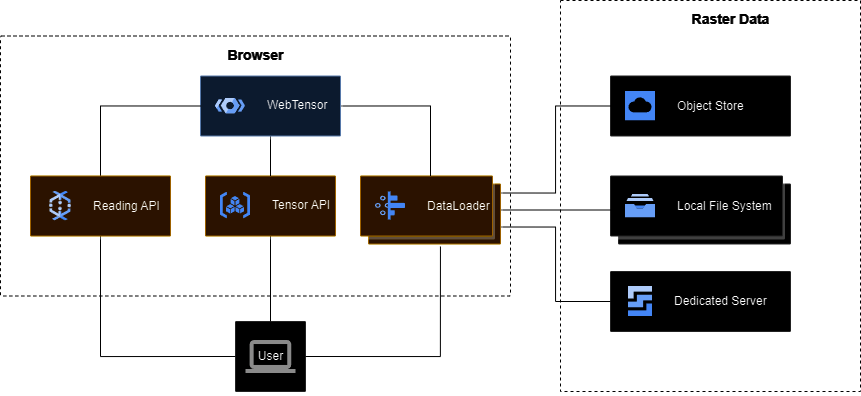 Raster Data
Browser
WebTensor
Object Store
Reading API
Tensor API
DataLoader
Local File System
Dedicated Server
User